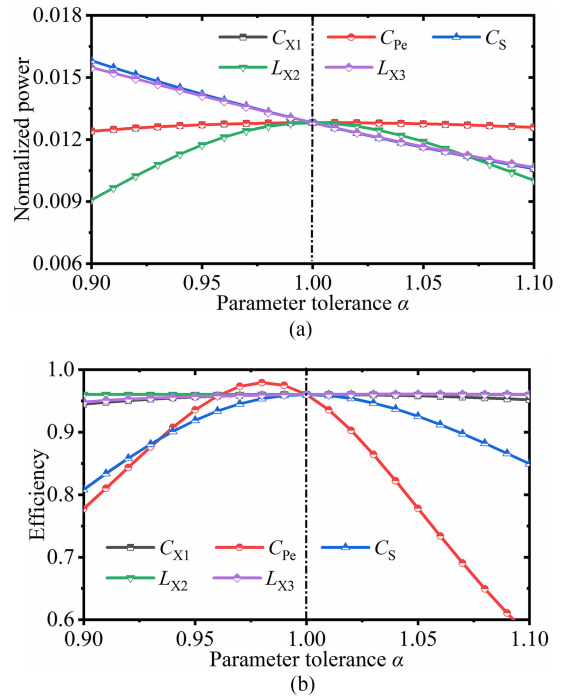 C_X1 C_Pe C_S
L_X2 L_X3
Normalized power
0.018
0.015
0.012
0.009
0.006
0.90 0.95 1.00 1.05 1.10
Parameter tolerance α
(a)
Efficiency
1.0
0.9
0.8
0.7
0.6
C_X1 C_Pe C_S
L_X2 L_X3
0.90 0.95 1.00 1.05 1.10
Parameter tolerance α
(b)